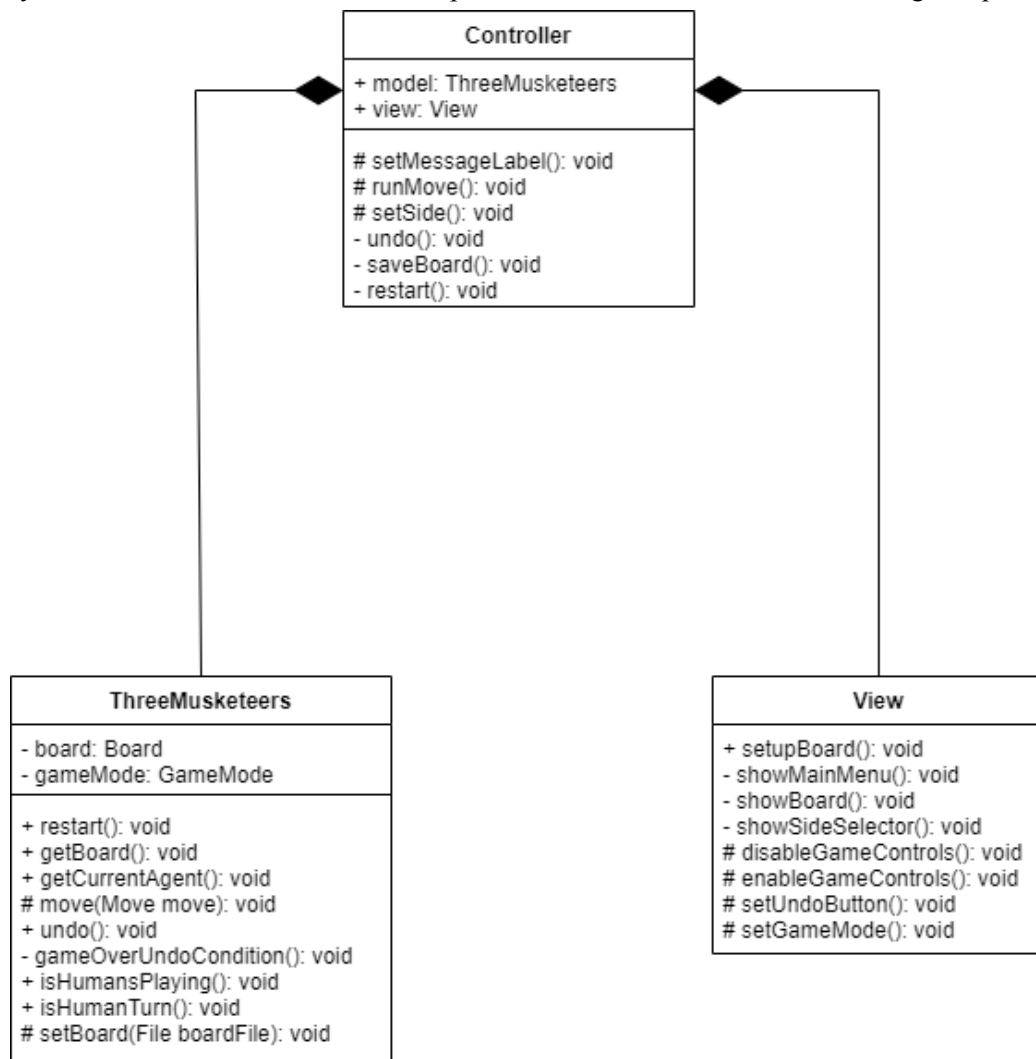 Controller
+ model: ThreeMusketeers
+ view: View
# setMessageLabel(): void
# runMove(): void
# setSide(): void
- undo(): void
- saveBoard(): void
- restart(): void
ThreeMusketeers
- board: Board
- gameMode: GameMode
+ restart(): void
+ getBoard(): void
+ getCurrentAgent(): void
# move(Move move): void
+ undo(): void
- gameOverUndoCondition(): void
+ isHumansPlaying(): void
+ isHumanTurn(): void
# setBoard(File boardFile): void
View
+ setupBoard(): void
- showMainMenu(): void
- showBoard(): void
- showSideSelector(): void
# disableGameControls(): void
# enableGameControls(): void
# setUndoButton(): void
# setGameMode(): void